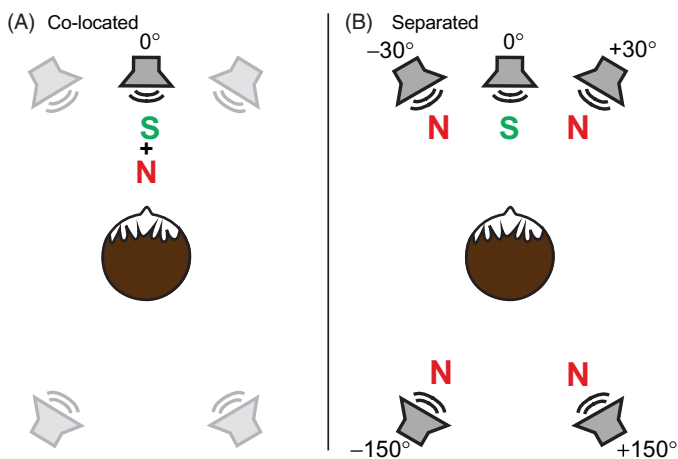 (A) Co-located
0°
S
+
N
(B) Separated
−30° 0° +30°
N S N
N N
−150° +150°